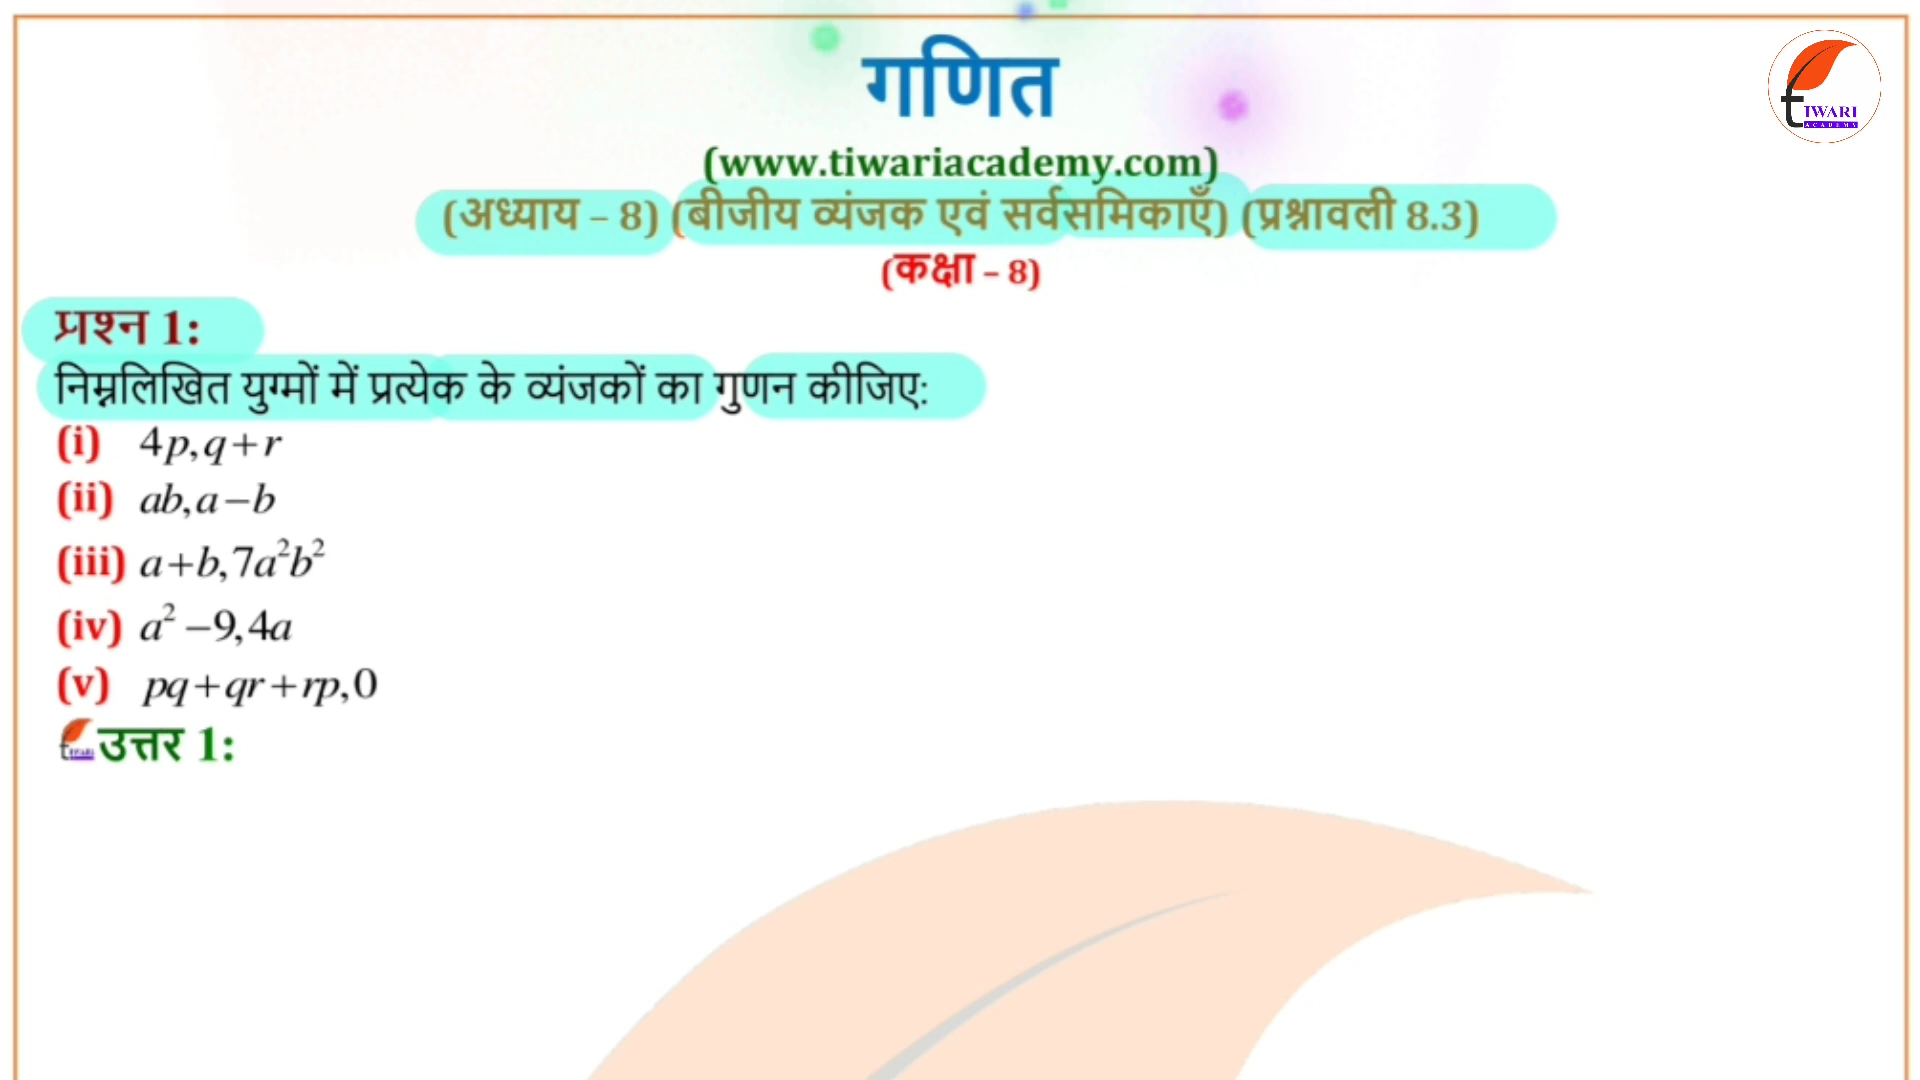 गणित
(www.tiwariacademy.com)
(अध्याय – 8) (बीजीय व्यंजक एवं सर्वसमिकाएँ) (प्रश्नावली 8.3)
(कक्षा – 8)
प्रश्न 1:
निम्नलिखित युग्मों में प्रत्येक के व्यंजकों का गुणन कीजिए:
(i) 4p,q+r
(ii) ab,a−b
(iii) a+b,7a²b²
(iv) a²−9,4a
(v) pq+qr+rp,0
उत्तर 1:
tIWARI
ACADEMY